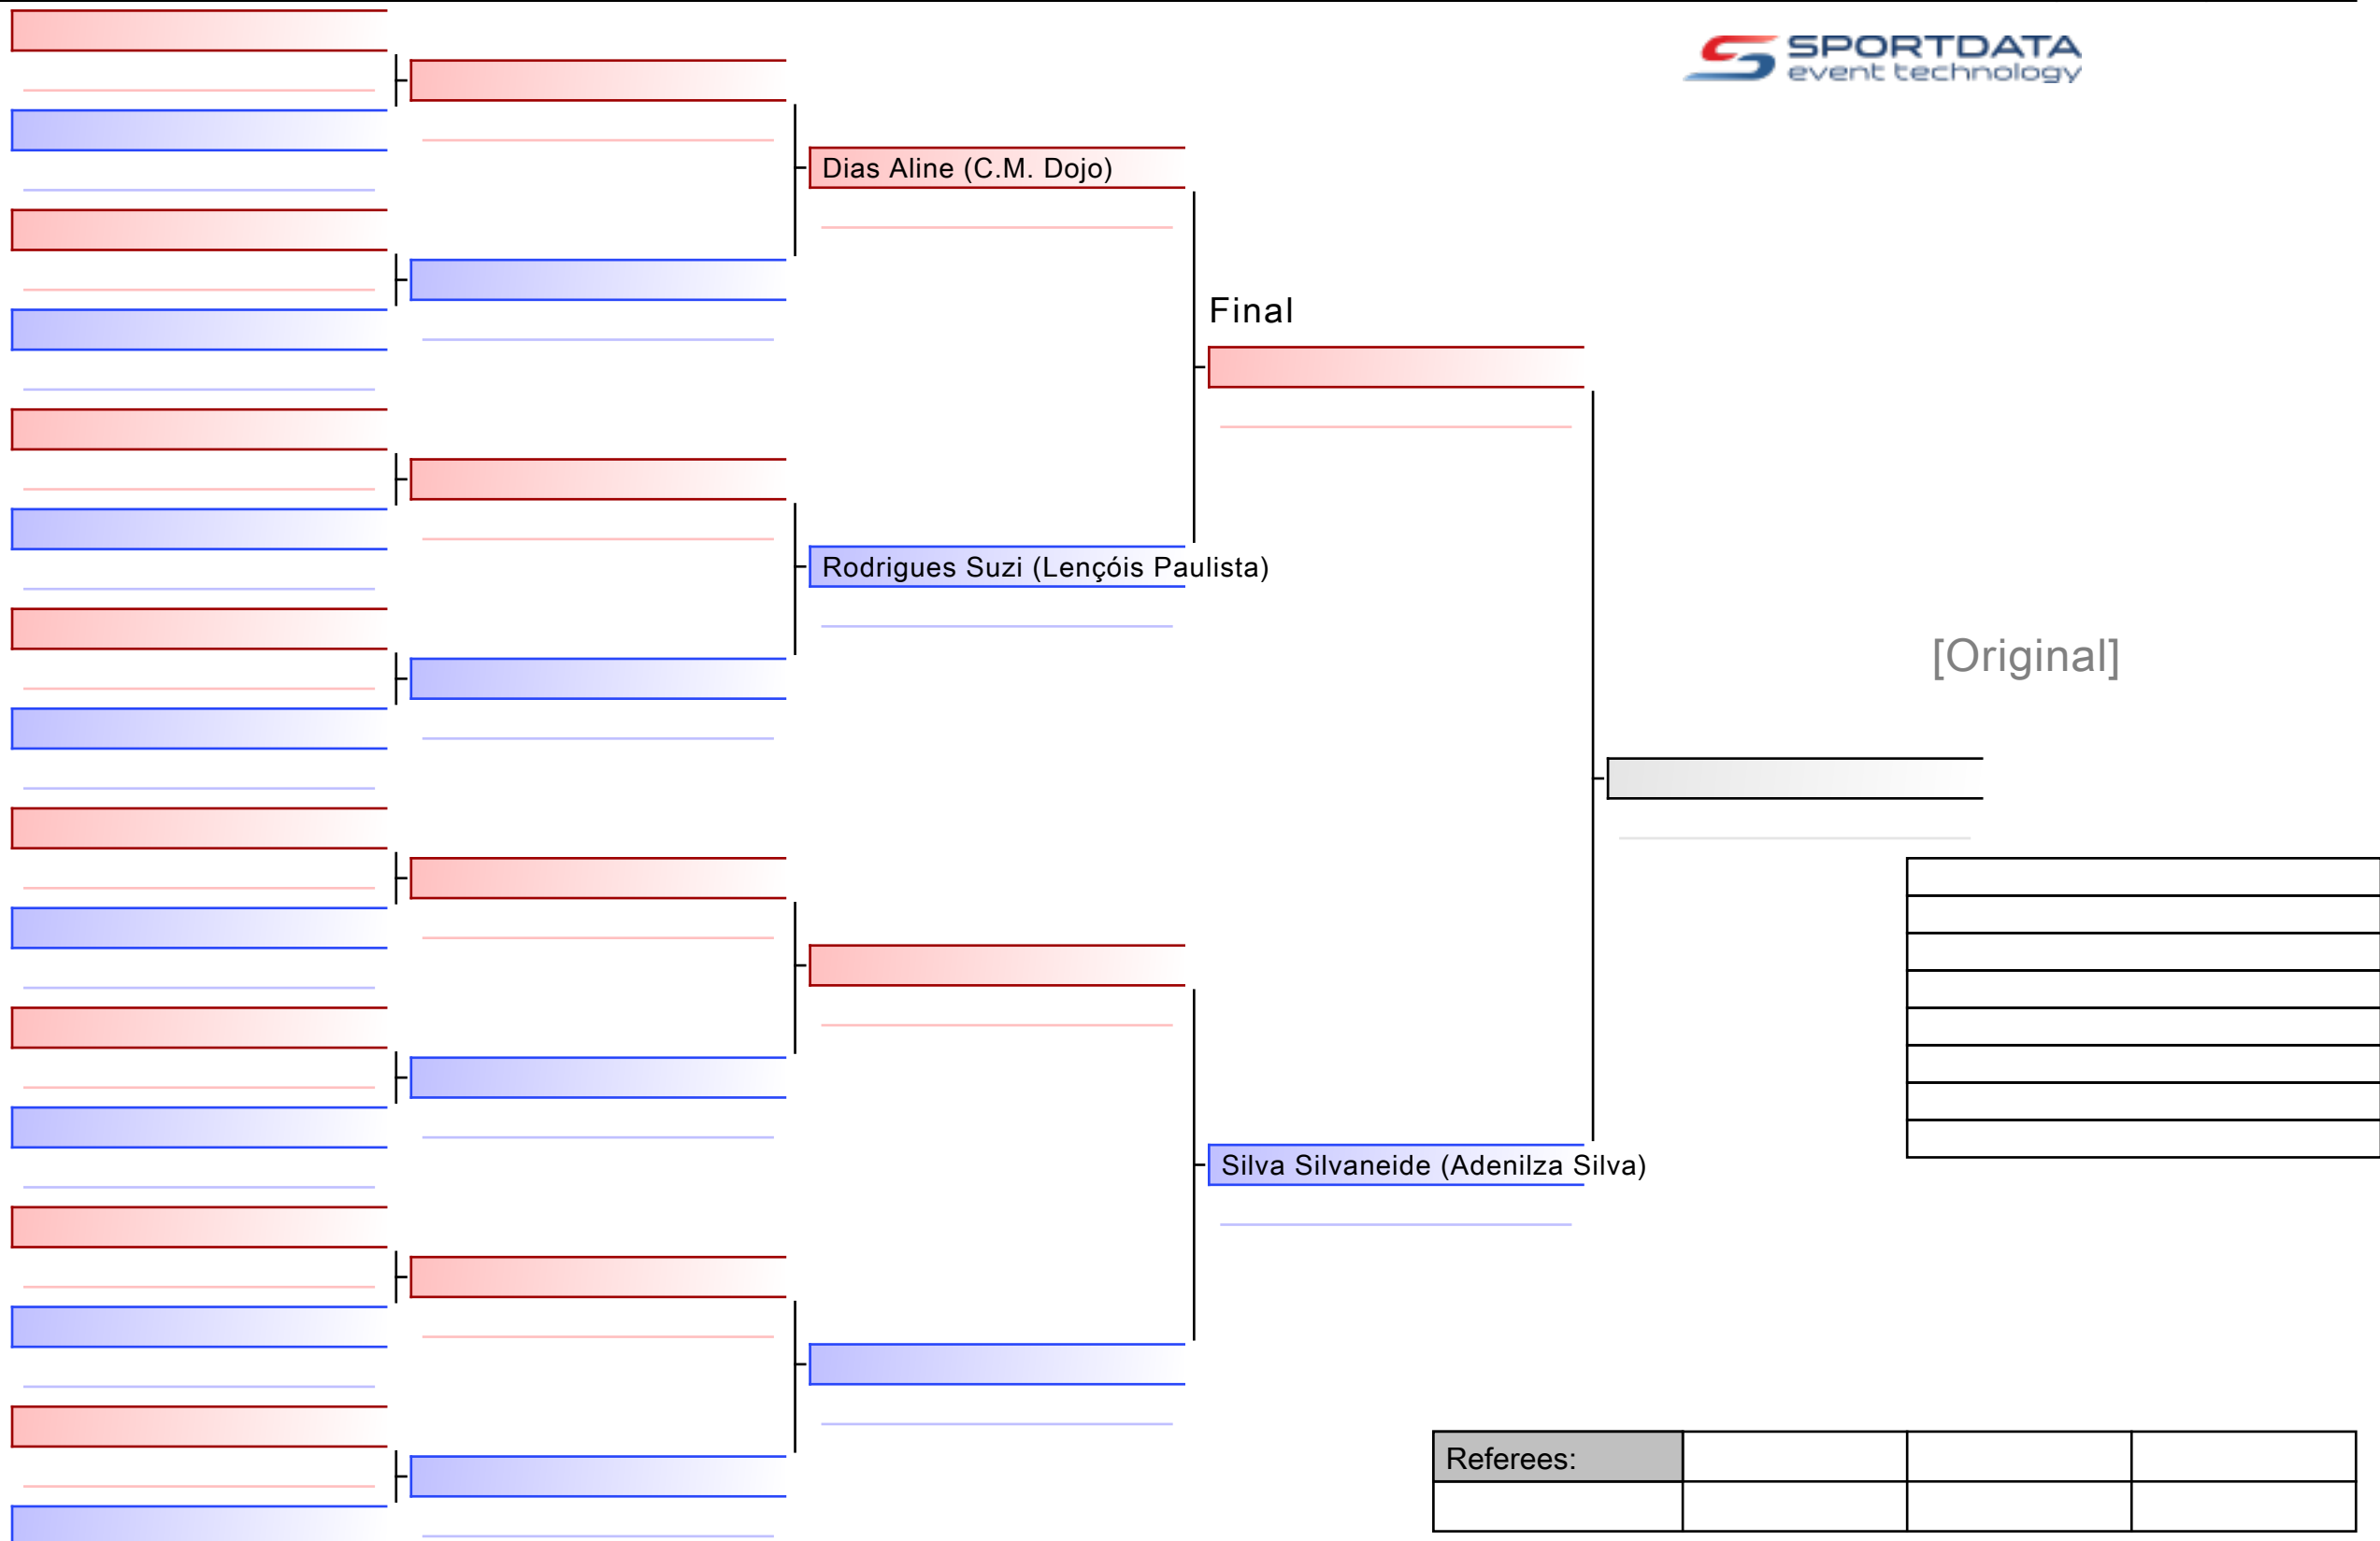 SPORTDATA
event technology
Dias Aline (C.M. Dojo)
Final
Rodrigues Suzi (Lençóis Paulista)
[Original]
Silva Silvaneide (Adenilza Silva)
Referees: